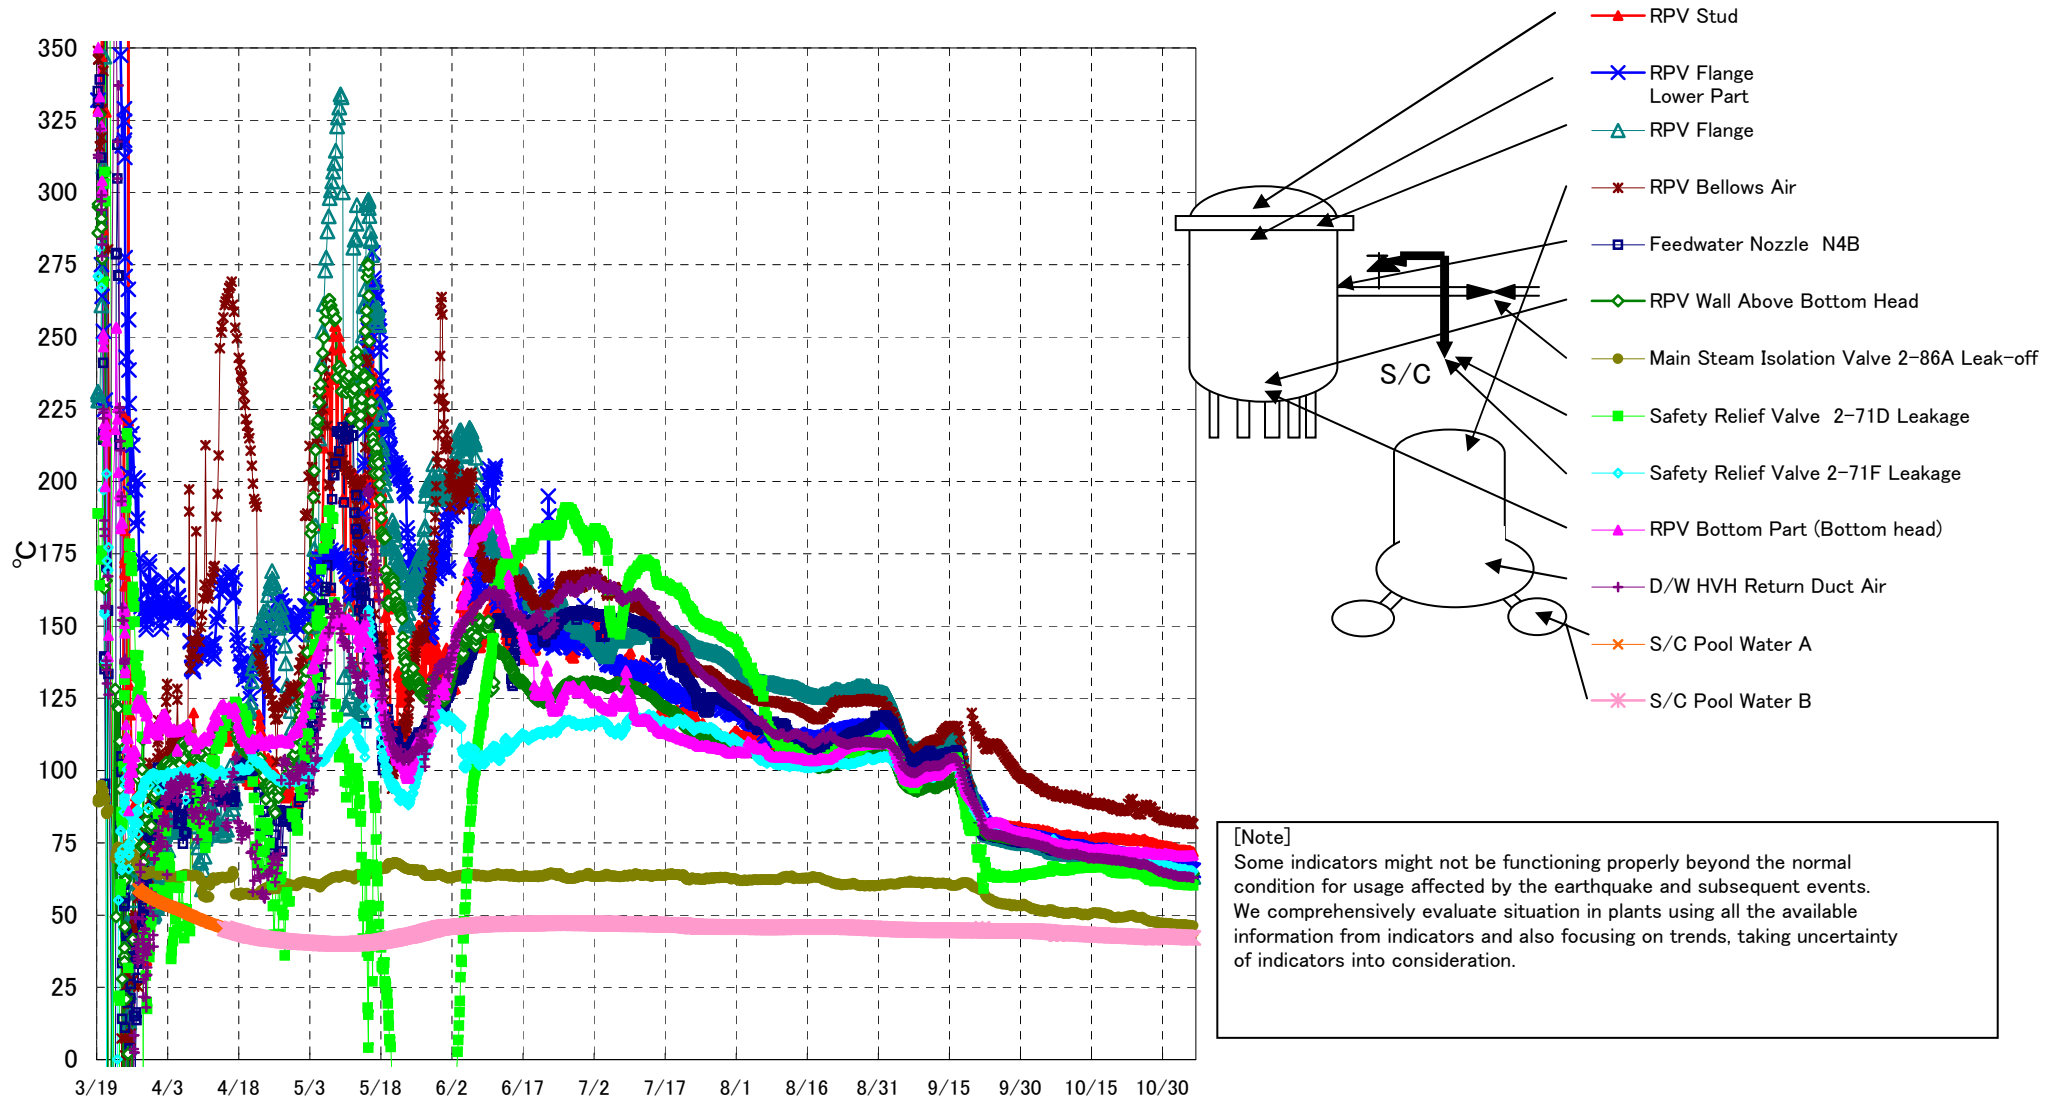 350
325
300
275
250
225
200
175
150
125
100
75
50
25
0
℃
3/19 4/3 4/18 5/3 5/18 6/2 6/17 7/2 7/17 8/1 8/16 8/31 9/15 9/30 10/15 10/30
RPV Stud
RPV Flange
Lower Part
RPV Flange
RPV Bellows Air
Feedwater Nozzle N4B
RPV Wall Above Bottom Head
Main Steam Isolation Valve 2-86A Leak-off
Safety Relief Valve 2-71D Leakage
Safety Relief Valve 2-71F Leakage
RPV Bottom Part (Bottom head)
D/W HVH Return Duct Air
S/C Pool Water A
S/C Pool Water B
S/C
[Note]
Some indicators might not be functioning properly beyond the normal
condition for usage affected by the earthquake and subsequent events.
We comprehensively evaluate situation in plants using all the available
information from indicators and also focusing on trends, taking uncertainty
of indicators into consideration.